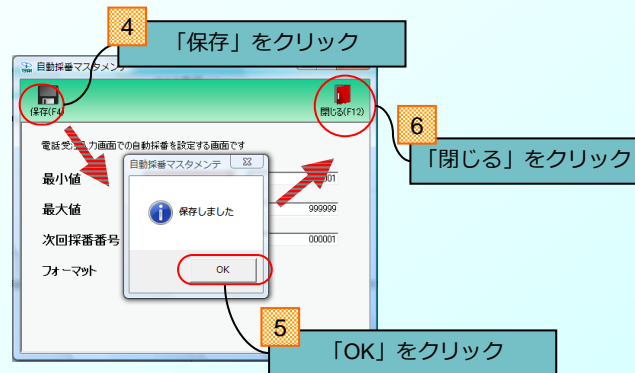 4
「保存」をクリック
自動採番マスタメンテ
保存(F4)
閉じる(F12)
6
「閉じる」をクリック
電話受注入力画面での自動採番を設定する画面です
自動採番マスタメンテ
最小値
001
保存しました
最大値
999999
次回採番番号
000001
フォーマット
OK
5
「OK」をクリック